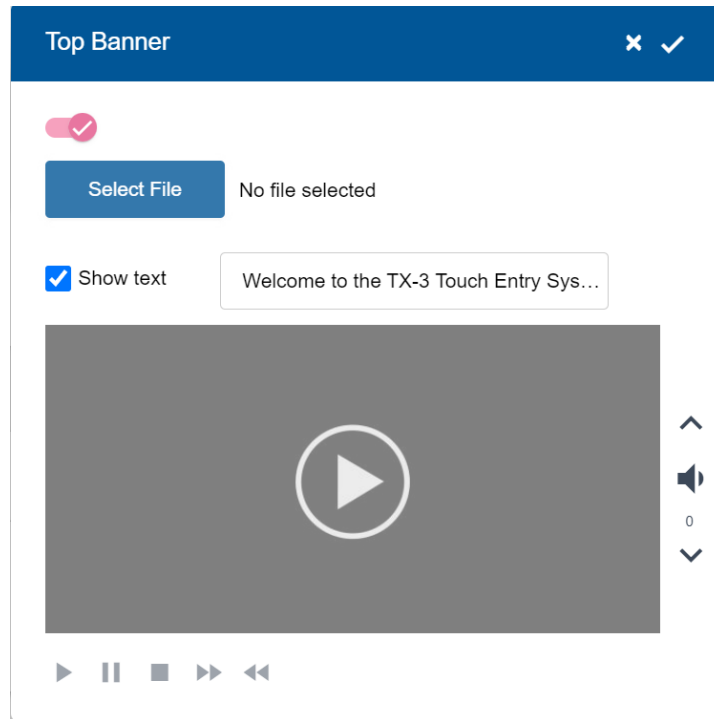 Top Banner
Select File
No file selected
Show text
Welcome to the TX-3 Touch Entry Sys...
0